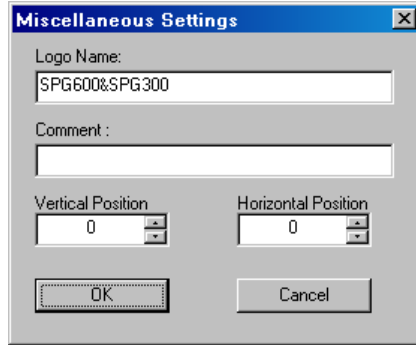 Miscellaneous Settings
Logo Name:
SPG600&SPG300
Comment :
Vertical Position Horizontal Position
0 0
OK Cancel